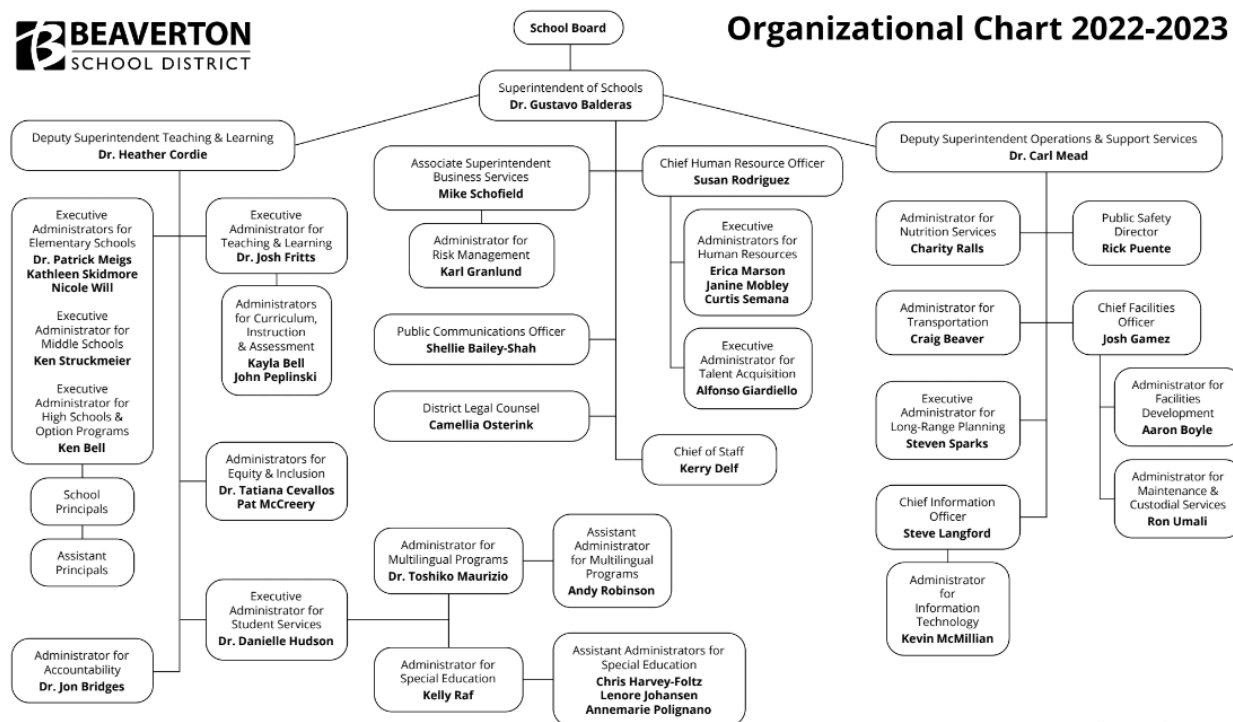 BEAVERTON
SCHOOL DISTRICT
Organizational Chart 2022-2023
School Board
Superintendent of Schools
Dr. Gustavo Balderas
Deputy Superintendent Teaching & Learning
Dr. Heather Cordie
Executive
Administrators for
Elementary Schools
Dr. Patrick Meigs
Kathleen Skidmore
Nicole Will
Executive
Administrator for
Middle Schools
Ken Struckmeier
Executive
Administrator for
High Schools &
Option Programs
Ken Bell
School
Principals
Assistant
Principals
Executive
Administrator for
Teaching & Learning
Dr. Josh Fritts
Administrators
for Curriculum,
Instruction
& Assessment
Kayla Bell
John Peplinski
Administrators for
Equity & Inclusion
Dr. Tatiana Cevallos
Pat McCreery
Executive
Administrator for
Student Services
Dr. Danielle Hudson
Administrator for
Multilingual Programs
Dr. Toshiko Maurizio
Assistant
Administrator
for Multilingual
Programs
Andy Robinson
Administrator for
Special Education
Kelly Raf
Assistant Administrators for
Special Education
Chris Harvey-Foltz
Lenore Johansen
Annemarie Polignano
Administrator for
Accountability
Dr. Jon Bridges
Associate Superintendent
Business Services
Mike Schofield
Administrator for
Risk Management
Karl Granlund
Public Communications Officer
Shellie Bailey-Shah
District Legal Counsel
Camellia Osterink
Chief Human Resource Officer
Susan Rodriguez
Executive
Administrators for
Human Resources
Erica Marson
Janine Mobley
Curtis Semana
Executive
Administrator for
Talent Acquisition
Alfonso Giardiello
Chief of Staff
Kerry Delf
Deputy Superintendent Operations & Support Services
Dr. Carl Mead
Administrator for
Nutrition Services
Charity Ralls
Public Safety
Director
Rick Puente
Administrator for
Transportation
Craig Beaver
Chief Facilities
Officer
Josh Gamez
Administrator for
Facilities
Development
Aaron Boyle
Administrator for
Maintenance &
Custodial Services
Ron Umali
Executive
Administrator for
Long-Range Planning
Steven Sparks
Chief Information
Officer
Steve Langford
Administrator
for
Information
Technology
Kevin McMillian